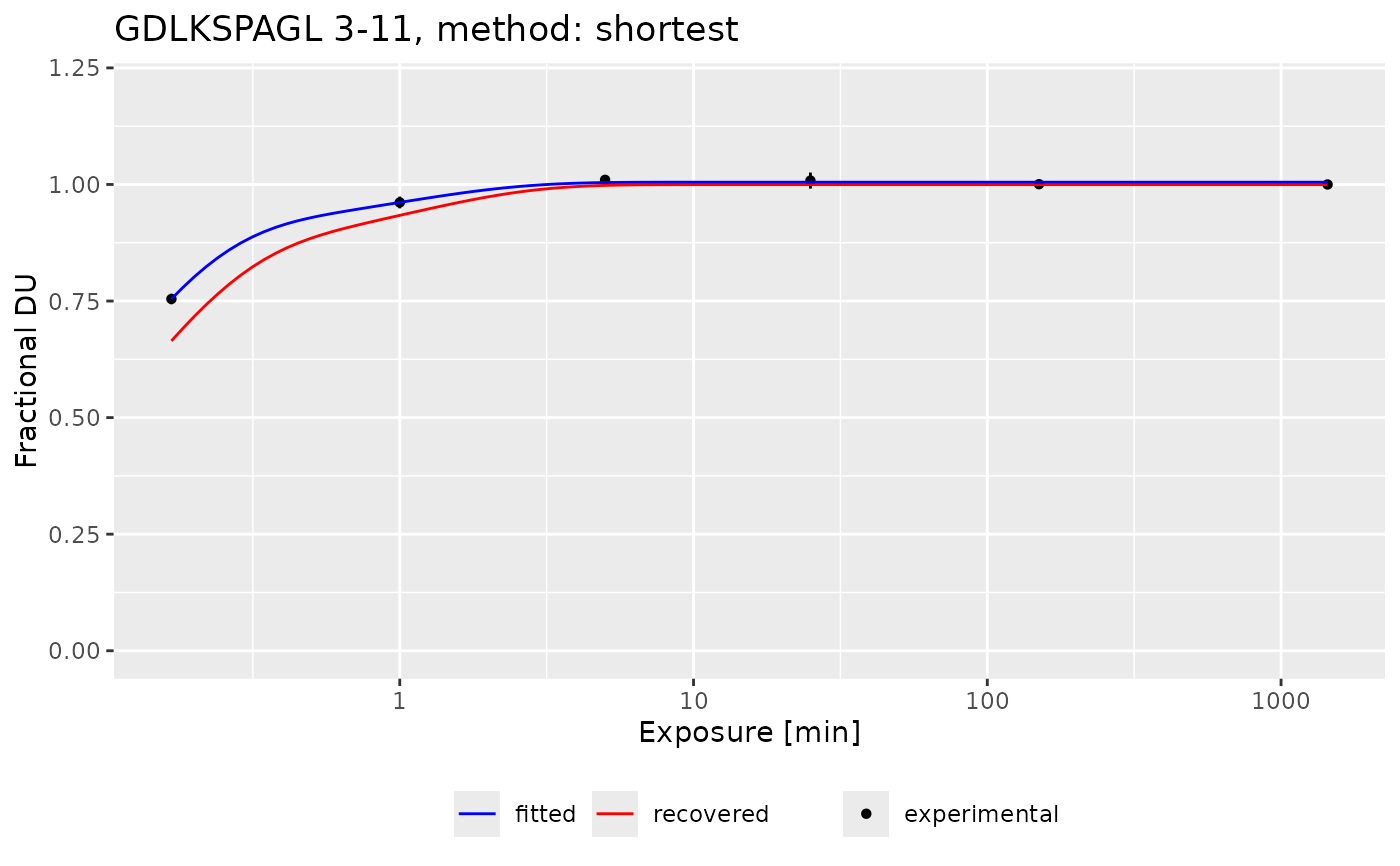 GDLKSPAGL 3-11, method: shortest
1.25
1.00
0.75
0.50
0.25
0.00
Fractional DU
1 10 100 1000
Exposure [min]
fitted recovered experimental